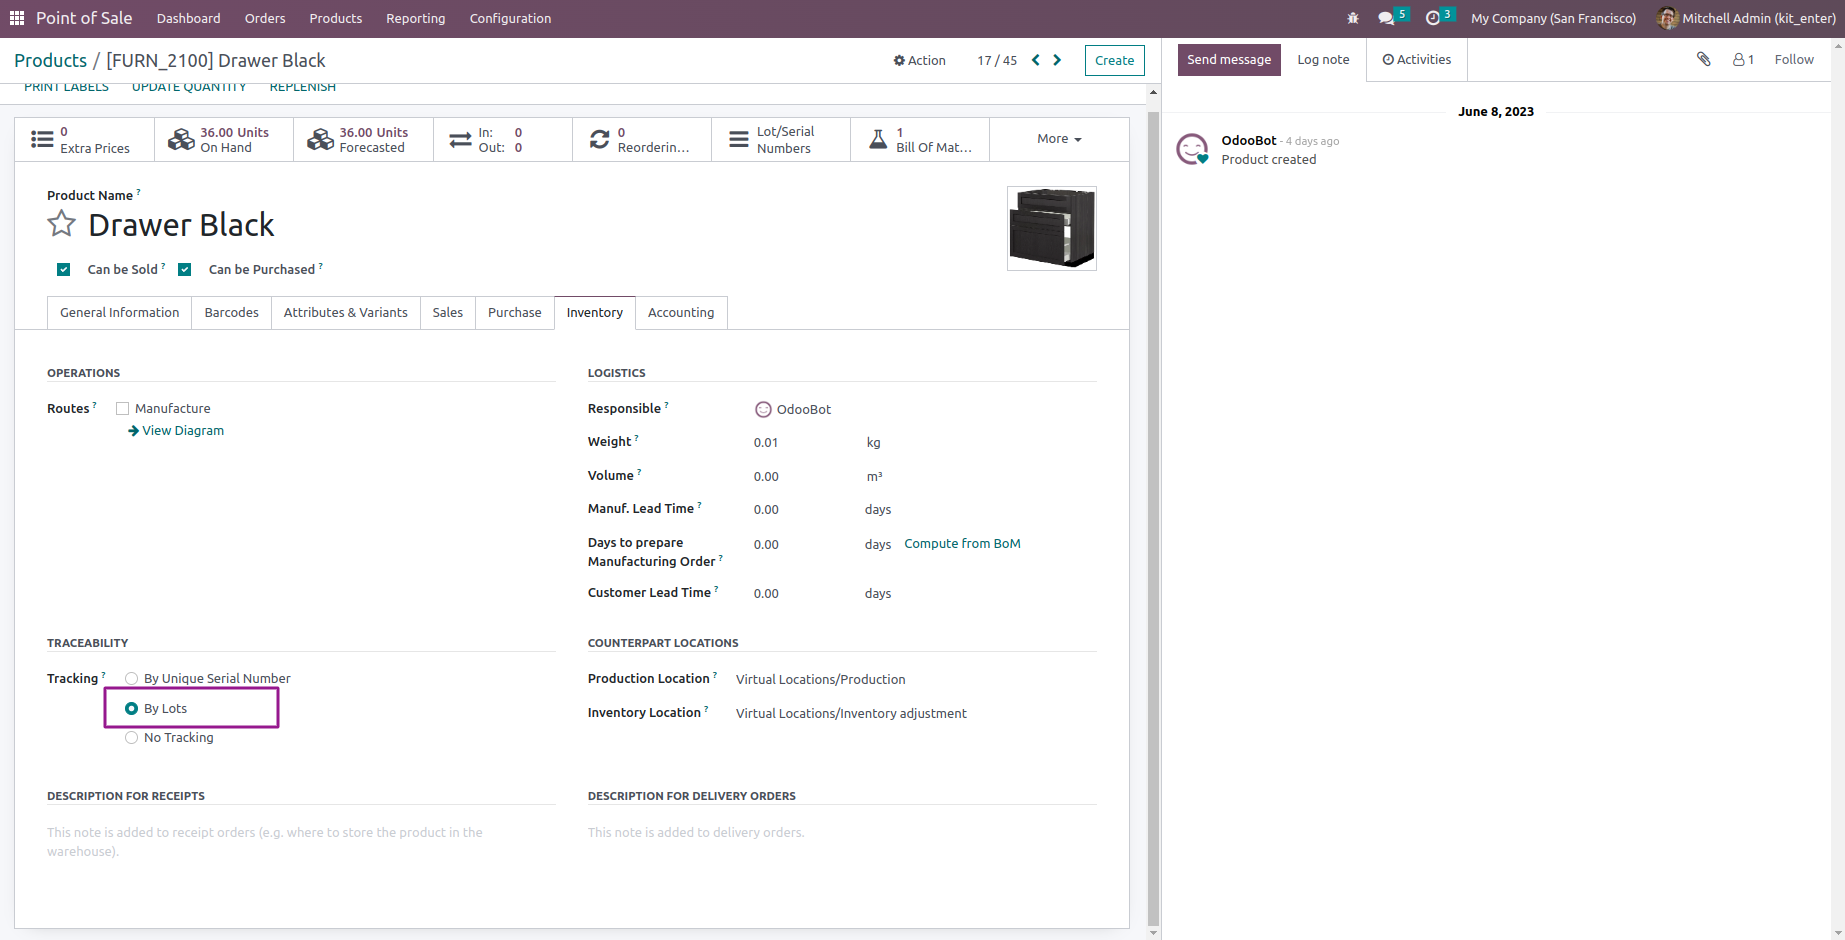 Point of Sale Dashboard Orders Products Reporting Configuration 5 3 My Company (San Francisco) Mitchell Admin (kit_enter)
Products / [FURN_2100] Drawer Black Action 17 / 45 Create
PRINT LABELS UPDATE QUANTITY REPLENISH
0 Extra Prices
36.00 Units On Hand
36.00 Units Forecasted
In: 0
Out: 0
0 Reorderin...
Lot/Serial Numbers
1 Bill Of Mat...
More
Product Name ?
Drawer Black
Can be Sold ? Can be Purchased ?
General Information Barcodes Attributes & Variants Sales Purchase Inventory Accounting
OPERATIONS
Routes ? Manufacture
View Diagram
LOGISTICS
Responsible ? OdooBot
Weight ? 0.01 kg
Volume ? 0.00 m³
Manuf. Lead Time ? 0.00 days
Days to prepare
Manufacturing Order ? 0.00 days Compute from BoM
Customer Lead Time ? 0.00 days
TRACEABILITY
Tracking ? By Unique Serial Number
By Lots
No Tracking
COUNTERPART LOCATIONS
Production Location ? Virtual Locations/Production
Inventory Location ? Virtual Locations/Inventory adjustment
DESCRIPTION FOR RECEIPTS
This note is added to receipt orders (e.g. where to store the product in the
warehouse).
DESCRIPTION FOR DELIVERY ORDERS
This note is added to delivery orders.
Send message Log note Activities 1 Follow
June 8, 2023
OdooBot - 4 days ago
Product created